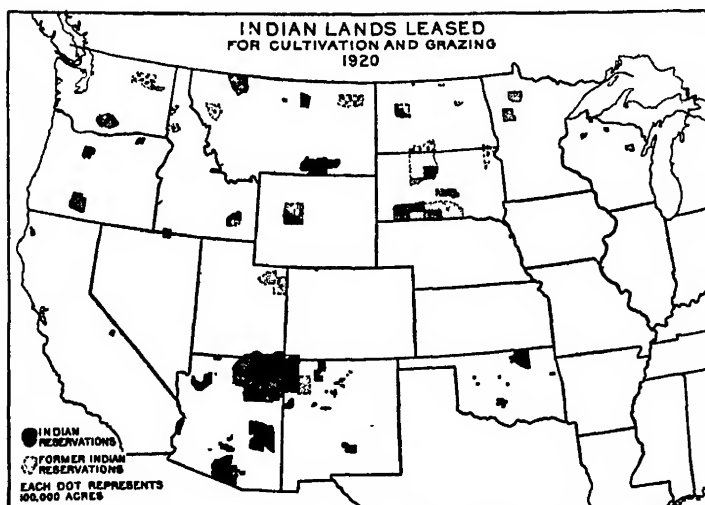 INDIAN LANDS LEASED
FOR CULTIVATION AND GRAZING
1920
INDIAN
RESERVATIONS
FORMER INDIAN
RESERVATIONS
EACH DOT REPRESENTS
100,000 ACRES